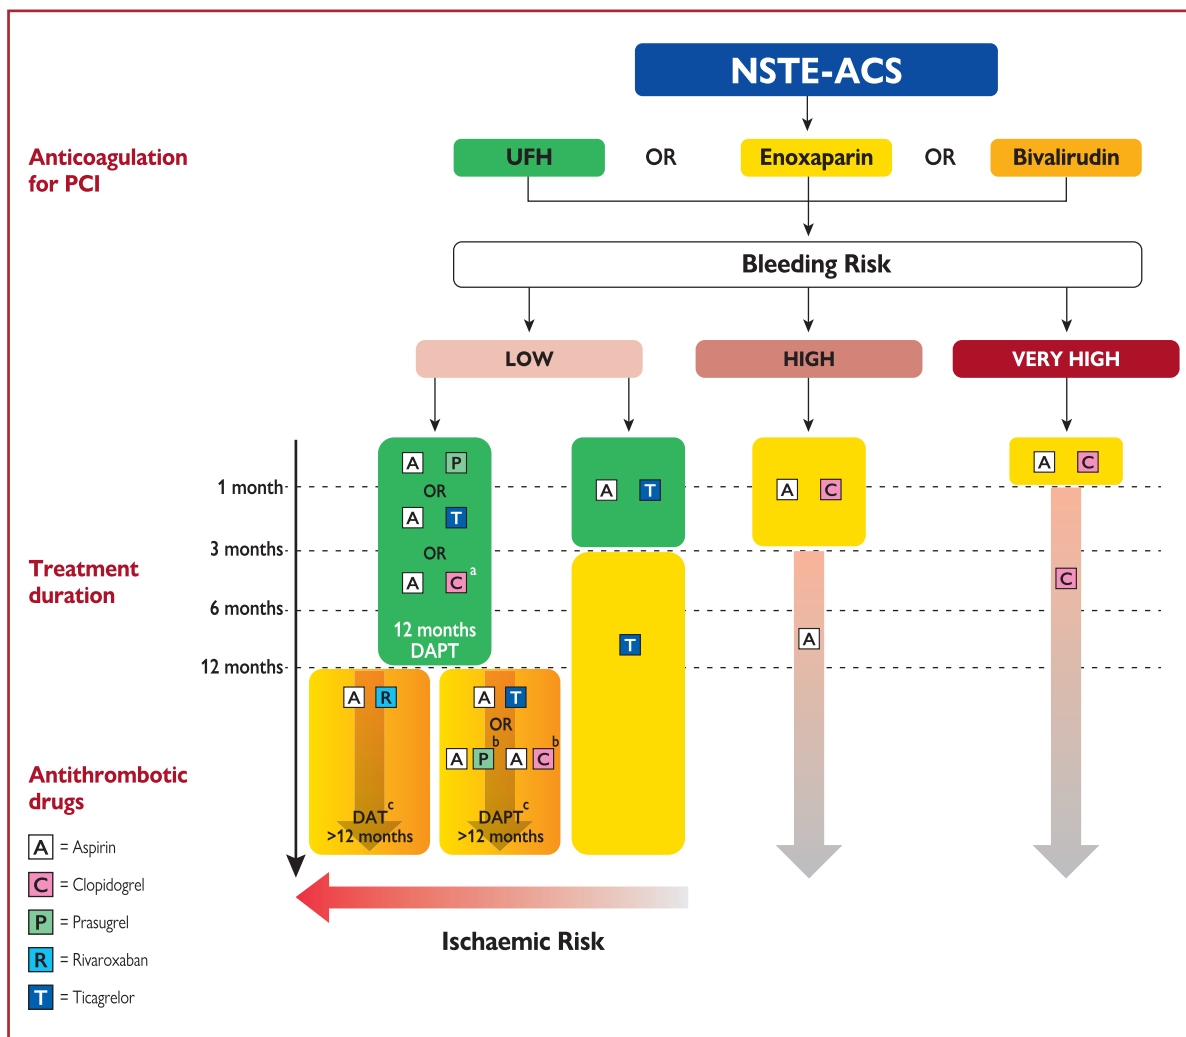 NSTE-ACS
Anticoagulation
for PCI
UFH OR Enoxaparin OR Bivalirudin
Bleeding Risk
LOW HIGH VERY HIGH
A P
OR
A T
OR
A C a
12 months
DAPT
A T
T
A C
A
A C
C
1 month
3 months
6 months
12 months
Treatment
duration
A R
DAT c
>12 months
A T
OR
A P b A C b
DAPT c
>12 months
Ischaemic Risk
Antithrombotic
drugs
A = Aspirin
C = Clopidogrel
P = Prasugrel
R = Rivaroxaban
T = Ticagrelor